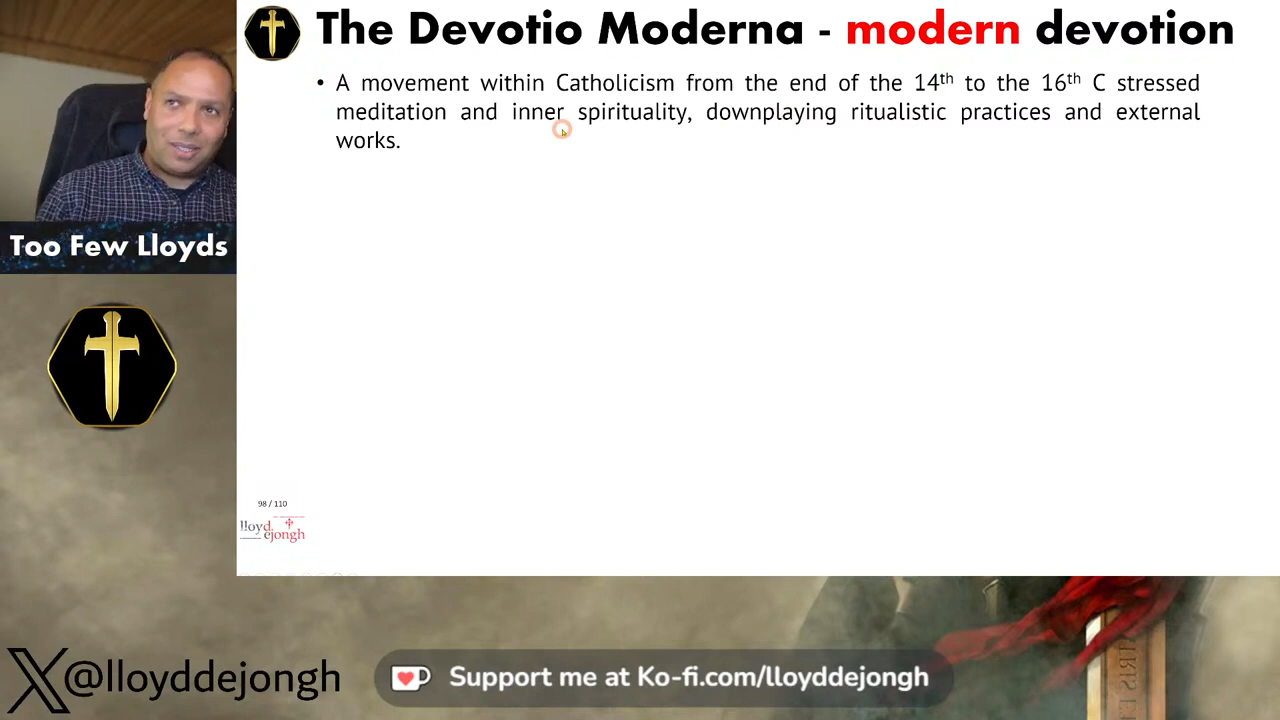 The Devotio Moderna - modern devotion
• A movement within Catholicism from the end of the 14th to the 16th C stressed
meditation and inner spirituality, downplaying ritualistic practices and external
works.
Too Few Lloyds
98 / 110
lloyd
ejongh
@lloyddejongh
Support me at Ko-fi.com/lloyddejongh